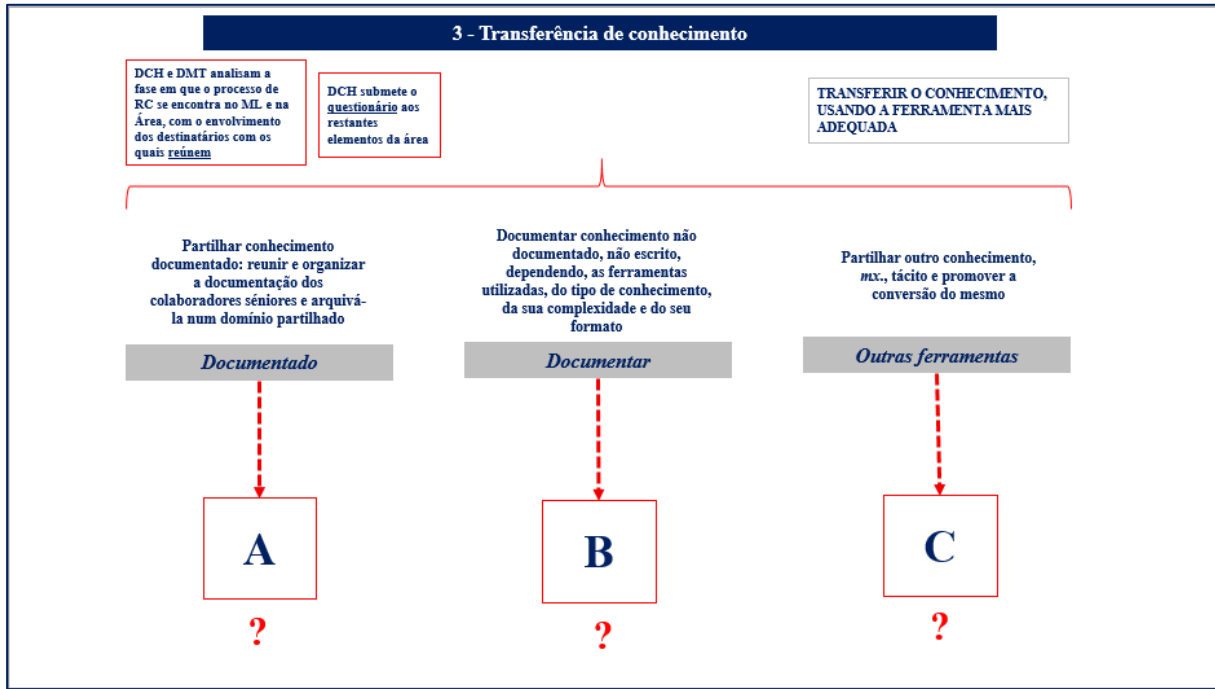 3 - Transferência de conhecimento
DCH e DMT analisam a
fase em que o processo de
RC se encontra no ML e na
Área, com o envolvimento
dos destinatários com os
quais reúnem
DCH submete o
questionário aos
restantes
elementos da área
TRANSFERIR O CONHECIMENTO,
USANDO A FERRAMENTA MAIS
ADEQUADA
Partilhar conhecimento
documentado: reunir e organizar
a documentação dos
colaboradores séniores e arquivá-
la num domínio partilhado
Documentado
A
?
Documentar conhecimento não
documentado, não escrito,
dependendo, as ferramentas
utilizadas, do tipo de conhecimento,
da sua complexidade e do seu
formato
Documentar
B
?
Partilhar outro conhecimento,
mx., tácito e promover a
conversão do mesmo
Outras ferramentas
C
?